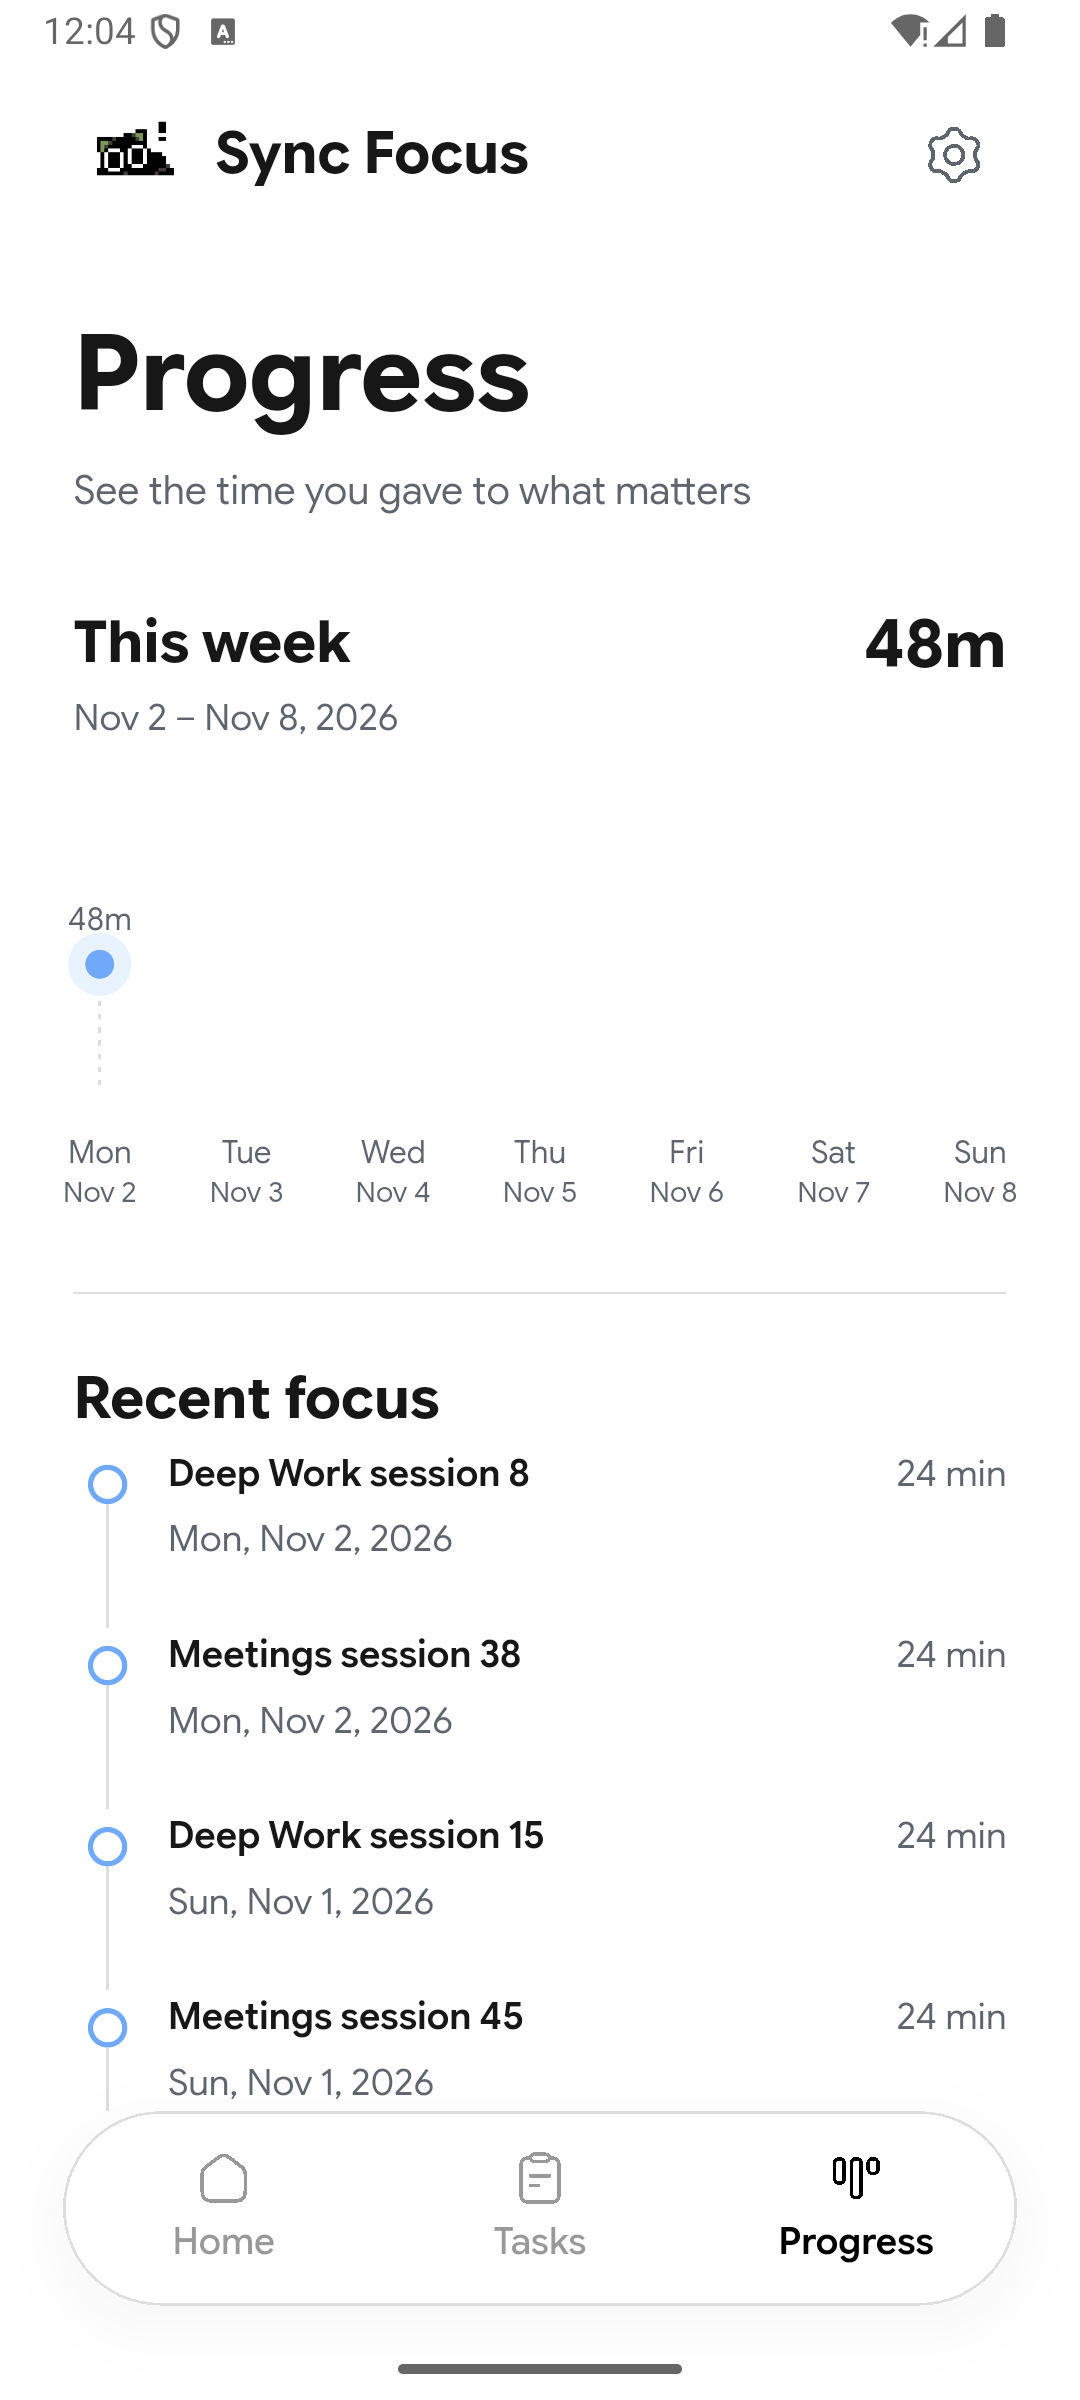 12:04
Sync Focus
Progress
See the time you gave to what matters
This week
48m
Nov 2 – Nov 8, 2026
48m
Mon Tue Wed Thu Fri Sat Sun
Nov 2 Nov 3 Nov 4 Nov 5 Nov 6 Nov 7 Nov 8
Recent focus
Deep Work session 8 24 min
Mon, Nov 2, 2026
Meetings session 38 24 min
Mon, Nov 2, 2026
Deep Work session 15 24 min
Sun, Nov 1, 2026
Meetings session 45 24 min
Sun, Nov 1, 2026
Home Tasks Progress